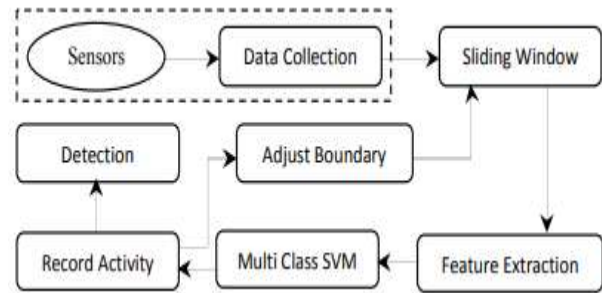 Sensors
Data Collection
Sliding Window
Detection
Adjust Boundary
Record Activity
Multi Class SVM
Feature Extraction